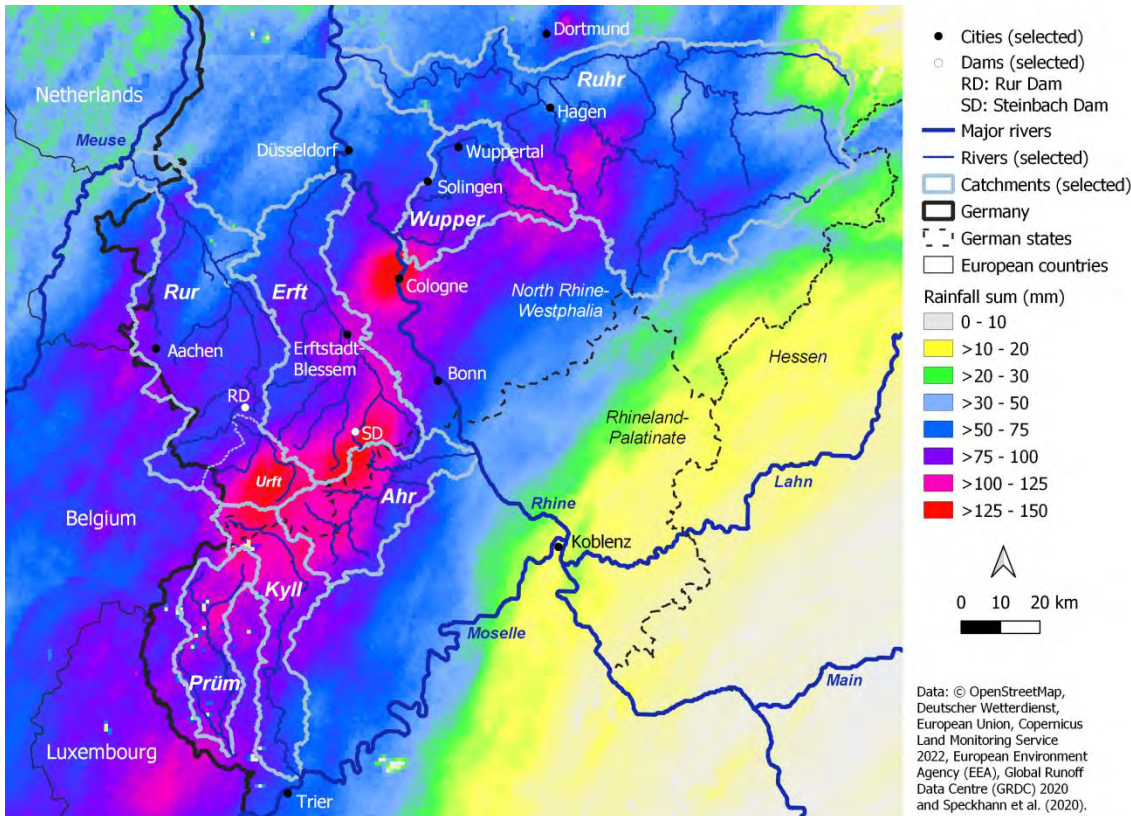 Dortmund
Ruhr
Netherlands
Hagen
Meuse
Düsseldorf
Wuppertal
Solingen
Wupper
Cologne
Rur
Erft
North Rhine-
Westphalia
Aachen
Erftstadt-
Blessem
Hessen
Bonn
RD
Rhineland-
Palatinate
SD
Urft
Lahn
Ahr
Rhine
Belgium
Koblenz
Kyll
Moselle
Prüm
Main
Luxembourg
Trier
Cities (selected)
Dams (selected)
RD: Rur Dam
SD: Steinbach Dam
Major rivers
Rivers (selected)
Catchments (selected)
Germany
German states
European countries
Rainfall sum (mm)
0 - 10
>10 - 20
>20 - 30
>30 - 50
>50 - 75
>75 - 100
>100 - 125
>125 - 150
0 10 20 km
Data: © OpenStreetMap,
Deutscher Wetterdienst,
European Union, Copernicus
Land Monitoring Service
2022, European Environment
Agency (EEA), Global Runoff
Data Centre (GRDC) 2020
and Speckhann et al. (2020).